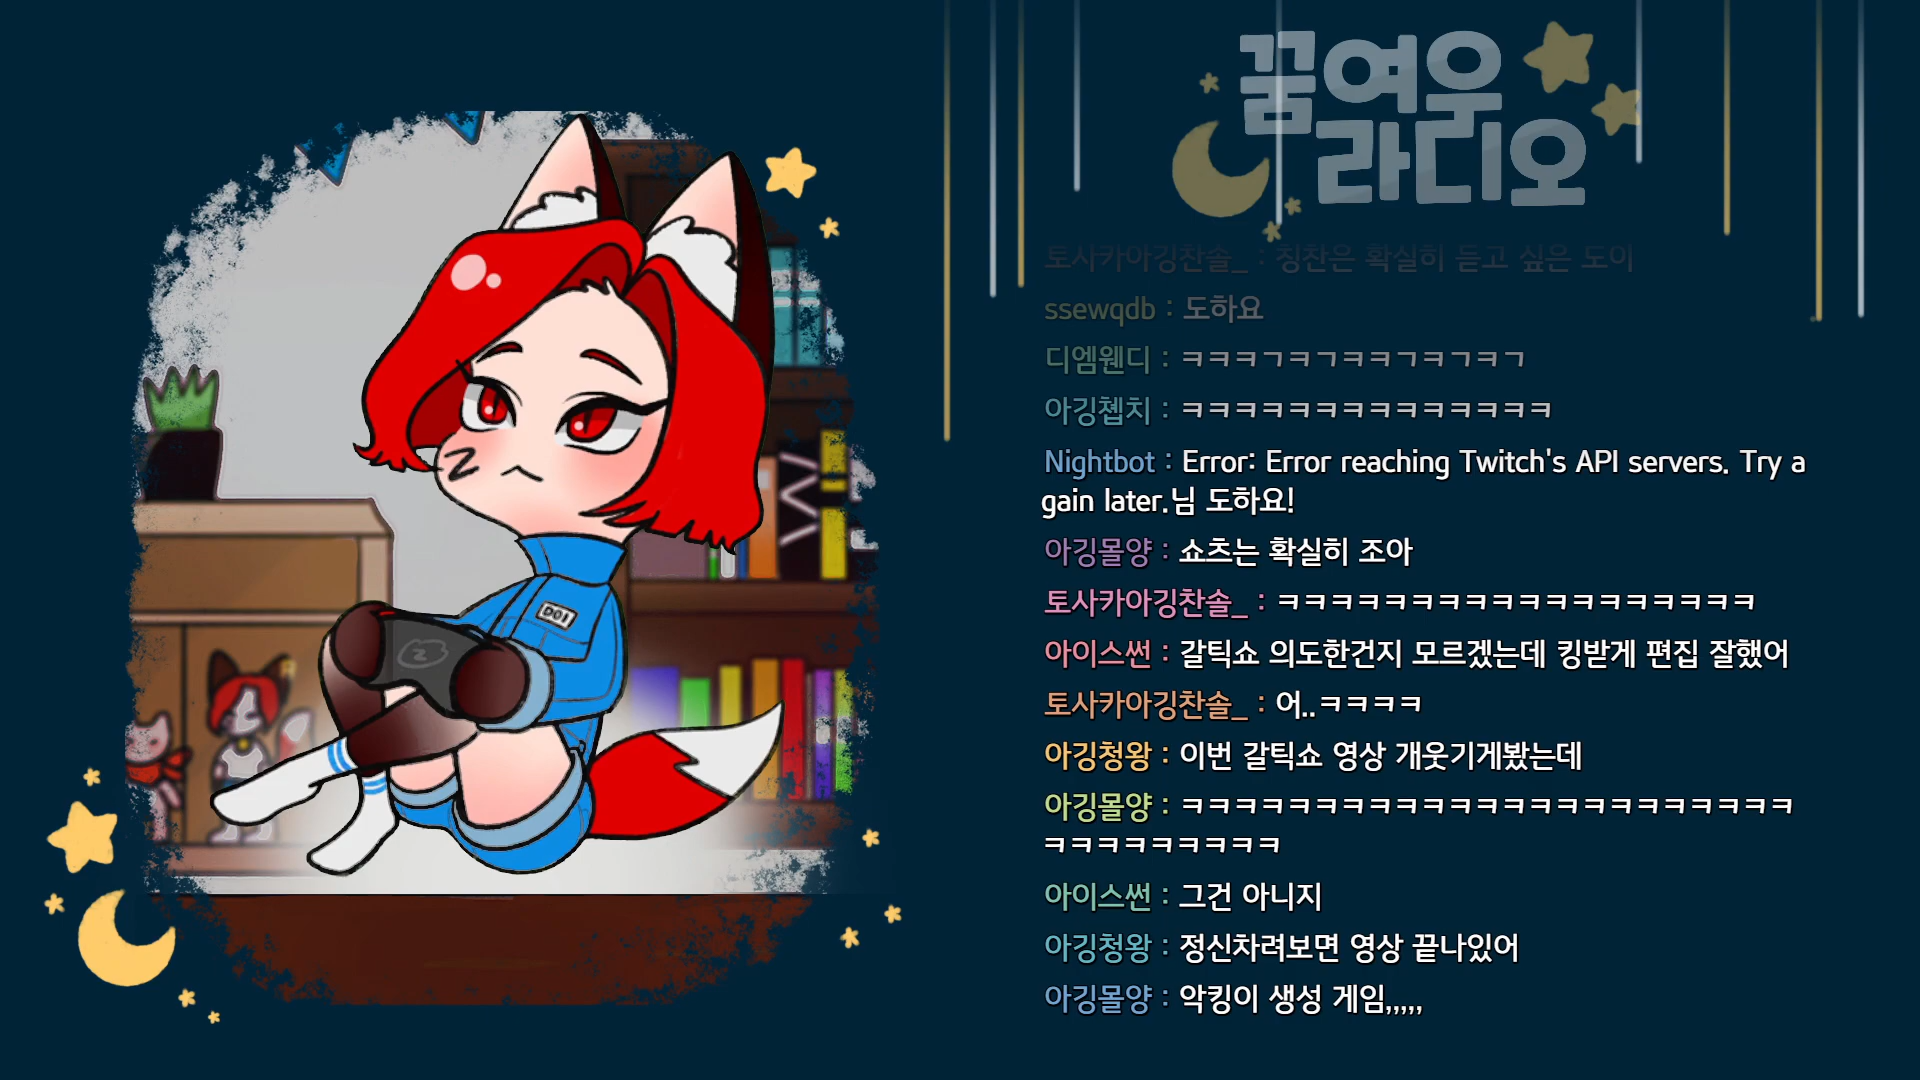 꿈여우
라디오
토사카아깅찬솔_ : 칭찬은 확실히 듣고 싶은 도이
ssewqdb : 도하요
디엠웬디 : ㅋㅋㅋㄱㅋㄱㅋㅋㄱㅋㄱㅋㄱ
아깅쳅치 : ㅋㅋㅋㅋㅋㅋㅋㅋㅋㅋㅋㅋㅋㅋ
Nightbot : Error: Error reaching Twitch's API servers. Try a
gain later.님 도하요!
아깅몰양 : 쇼츠는 확실히 조아
토사카아깅찬솔_ : ㅋㅋㅋㅋㅋㅋㅋㅋㅋㅋㅋㅋㅋㅋㅋㅋㅋㅋ
아이스썬 : 갈틱쇼 의도한건지 모르겠는데 킹받게 편집 잘했어
토사카아깅찬솔_ : 어..ㅋㅋㅋㅋ
아깅청왕 : 이번 갈틱쇼 영상 개웃기게봤는데
아깅몰양 : ㅋㅋㅋㅋㅋㅋㅋㅋㅋㅋㅋㅋㅋㅋㅋㅋㅋㅋㅋㅋㅋㅋㅋ
ㅋㅋㅋㅋㅋㅋㅋㅋㅋ
아이스썬 : 그건 아니지
아깅청왕 : 정신차려보면 영상 끝나있어
아깅몰양 : 악킹이 생성 게임,,,,,
DOI
Z
Z